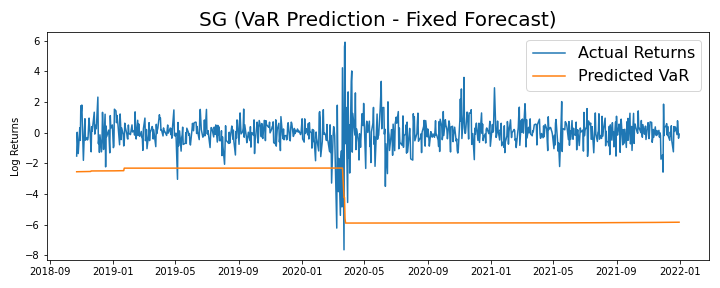 SG (VaR Prediction - Fixed Forecast)
Actual Returns
Predicted VaR
Log Returns
6
4
2
0
−2
−4
−6
−8
2018-09 2019-01 2019-05 2019-09 2020-01 2020-05 2020-09 2021-01 2021-05 2021-09 2022-01